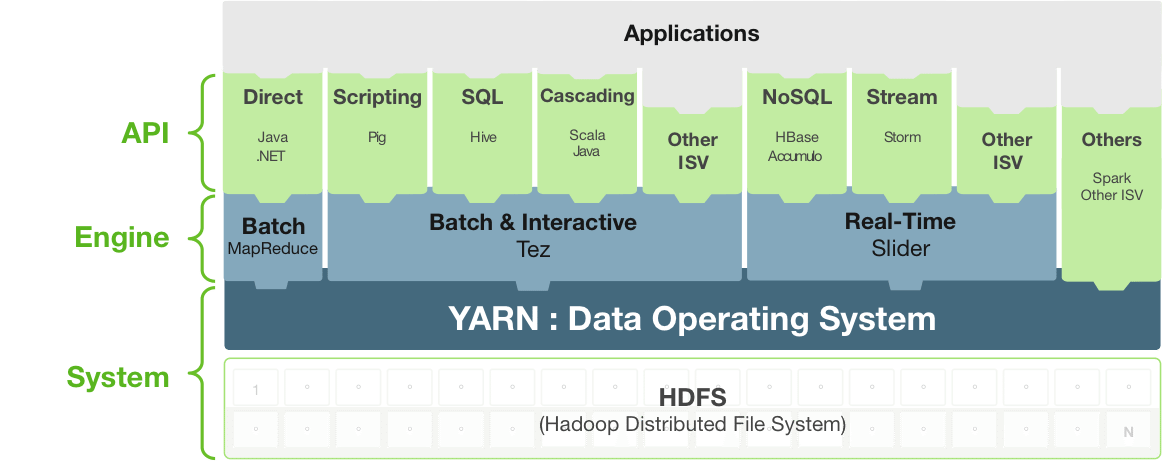 Applications
API
Direct
Java
.NET
Scripting
Pig
SQL
Hive
Cascading
Scala
Java
Other
ISV
NoSQL
HBase
Accumulo
Stream
Storm
Other
ISV
Others
Spark
Other ISV
Engine
Batch
MapReduce
Batch & Interactive
Tez
Real-Time
Slider
System
YARN : Data Operating System
1
HDFS
(Hadoop Distributed File System)
N